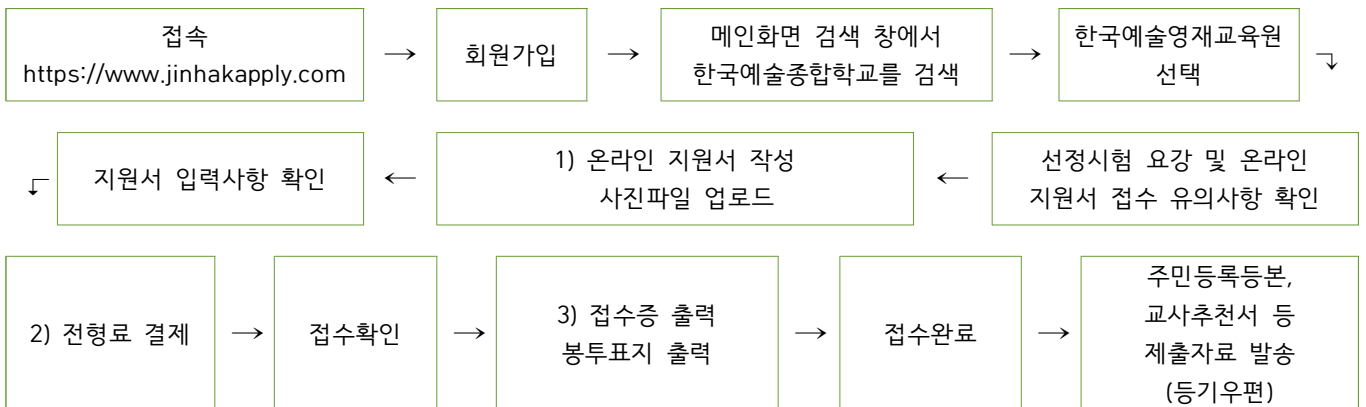 접속
https://www.jinhakapply.com
→
회원가입
→
메인화면 검색 창에서
한국예술종합학교를 검색
→
한국예술영재교육원
선택
선정시험 요강 및 온라인
지원서 접수 유의사항 확인
←
1) 온라인 지원서 작성
사진파일 업로드
←
지원서 입력사항 확인
2) 전형료 결제
→
접수확인
→
3) 접수증 출력
봉투표지 출력
→
접수완료
→
주민등록등본,
교사추천서 등
제출자료 발송
(등기우편)